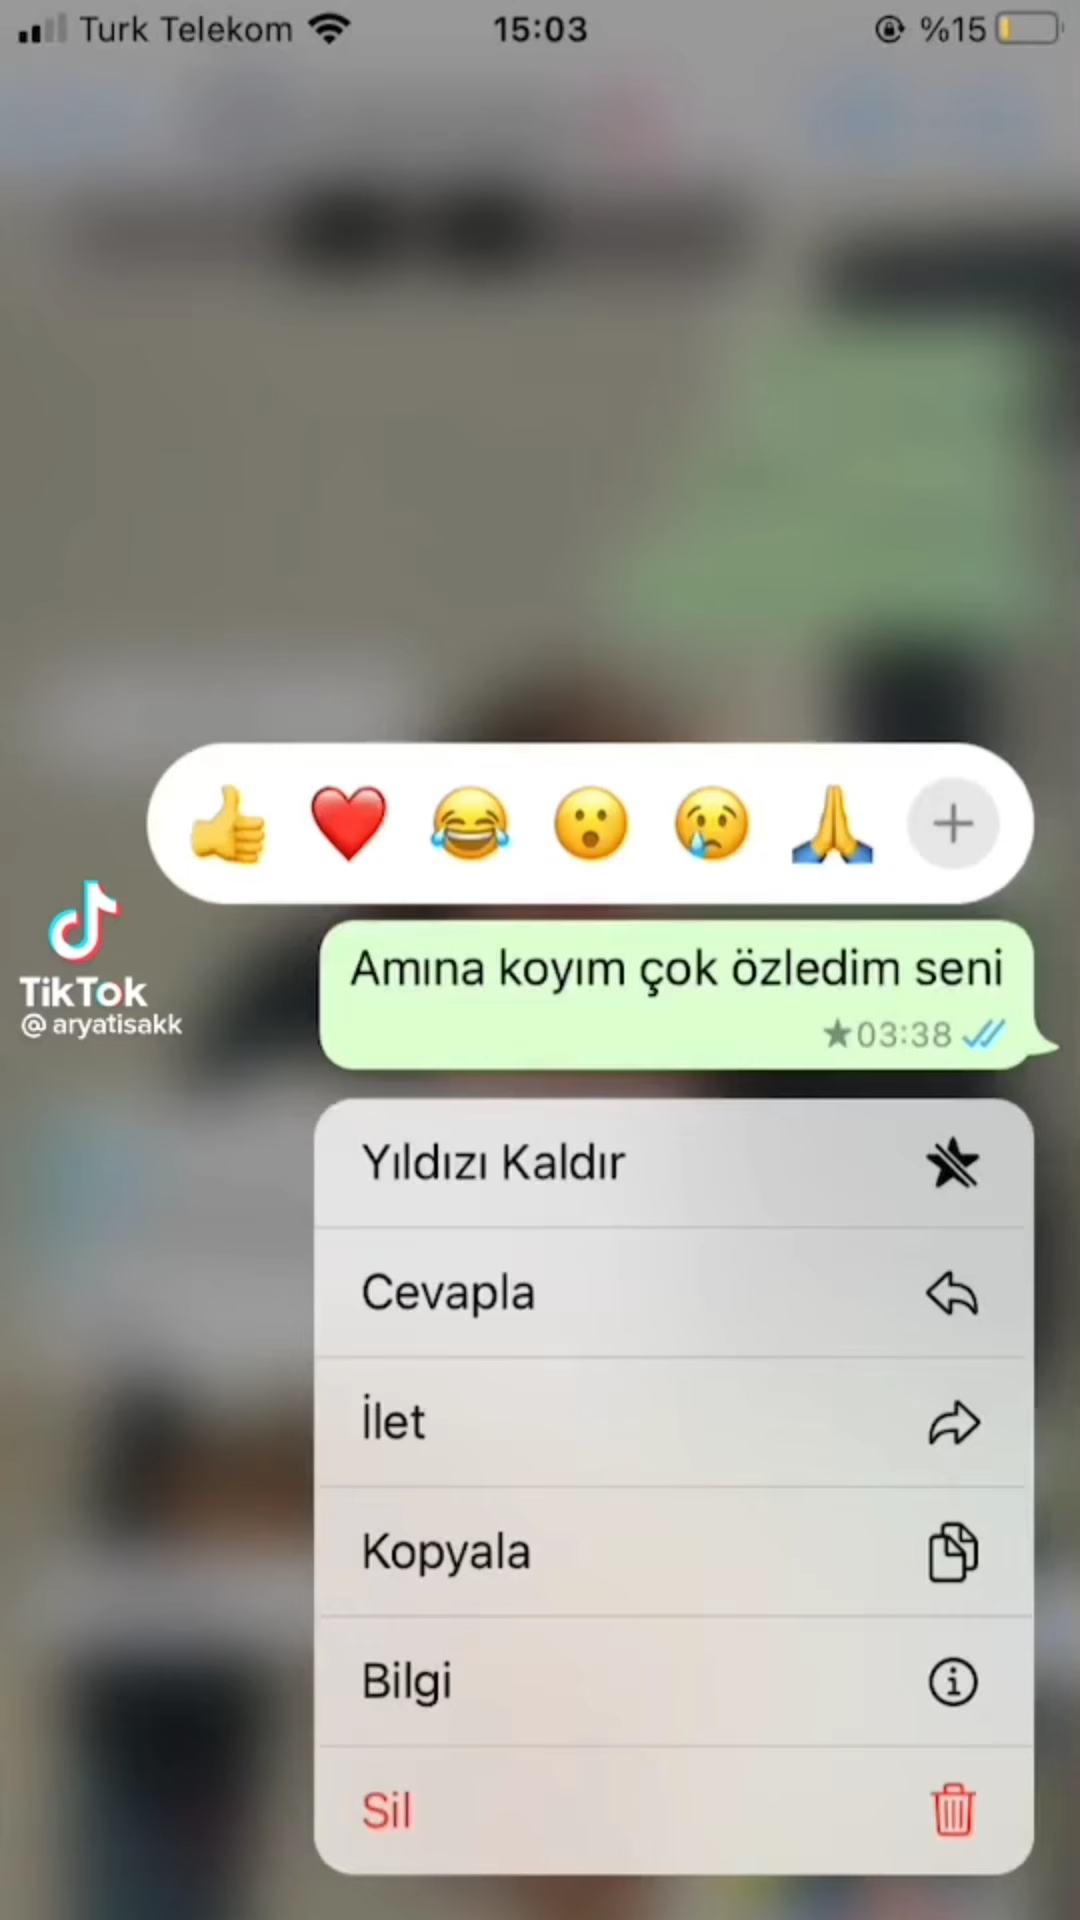 Turk Telekom 15:03 %15
Amına koyım çok özledim seni
03:38
TikTok
@aryatisakk
Yıldızı Kaldır
Cevapla
İlet
Kopyala
Bilgi
Sil